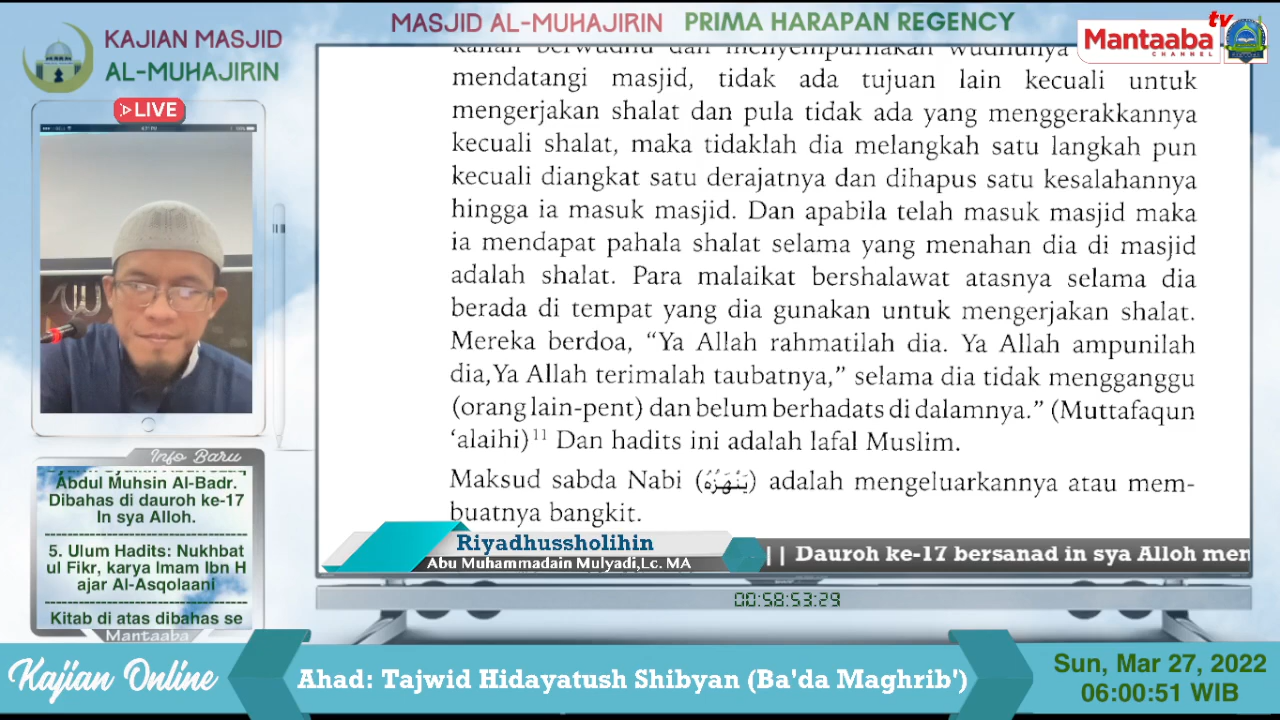 MASJID AL-MUHAJIRIN PRIMA HARAPAN REGENCY
KAJIAN MASJID
AL-MUHAJIRIN
tv
Mantaaba
CHANNEL
LIVE
kalian berwudhu dan menyempurnakan wudhunya
mendatangi masjid, tidak ada tujuan lain kecuali untuk
mengerjakan shalat dan pula tidak ada yang menggerakkannya
kecuali shalat, maka tidaklah dia melangkah satu langkah pun
kecuali diangkat satu derajatnya dan dihapus satu kesalahannya
hingga ia masuk masjid. Dan apabila telah masuk masjid maka
ia mendapat pahala shalat selama yang menahan dia di masjid
adalah shalat. Para malaikat bershalawat atasnya selama dia
berada di tempat yang dia gunakan untuk mengerjakan shalat.
Mereka berdoa, “Ya Allah rahmatilah dia. Ya Allah ampunilah
dia,Ya Allah terimalah taubatnya,” selama dia tidak mengganggu
(orang lain-pent) dan belum berhadats di dalamnya.” (Muttafaqun
‘alaihi)¹¹ Dan hadits ini adalah lafal Muslim.
Maksud sabda Nabi (يَنْهَزُهُ) adalah mengeluarkannya atau mem-
buatnya bangkit.
Info Baru
Abdul Muhsin Al-Badr.
Dibahas di dauroh ke-17
In sya Alloh.
5. Ulum Hadits: Nukhbat
ul Fikr, karya Imam Ibn H
ajar Al-Asqolaani
Kitab di atas dibahas se
Mantaaba
Riyadhussholihin
Abu Muhammadain Mulyadi,Lc. MA
|| Dauroh ke-17 bersanad in sya Alloh men
00:58:53:29
Kajian Online
Ahad: Tajwid Hidayatush Shibyan (Ba'da Maghrib')
Sun, Mar 27, 2022
06:00:51 WIB